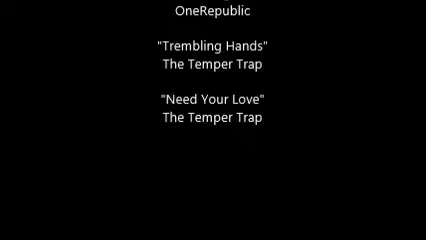 OneRepublic
"Trembling Hands"
The Temper Trap
"Need Your Love"
The Temper Trap